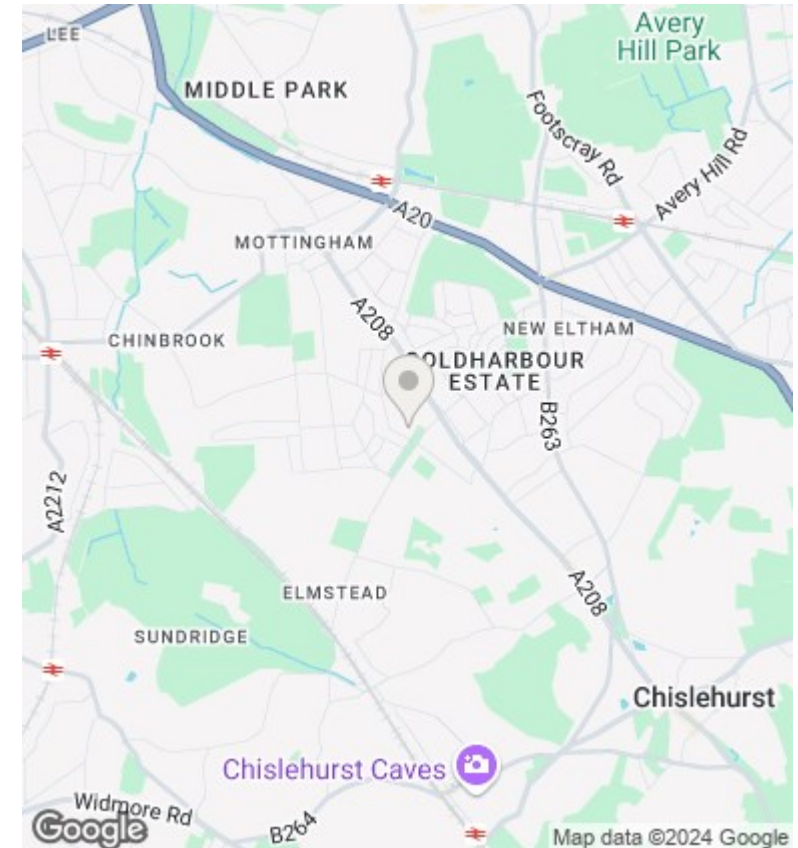 LEE
Avery
Hill Park
MIDDLE PARK
Footscray Rd
Avery Hill Rd
A20
MOTTINGHAM
A208
NEW ELTHAM
CHINBROOK
GOLDHARBOUR
ESTATE
B263
A2212
A208
ELMSTEAD
SUNDRIDGE
Chislehurst
Chislehurst Caves
Widmore Rd
B264
Google
Map data ©2024 Google